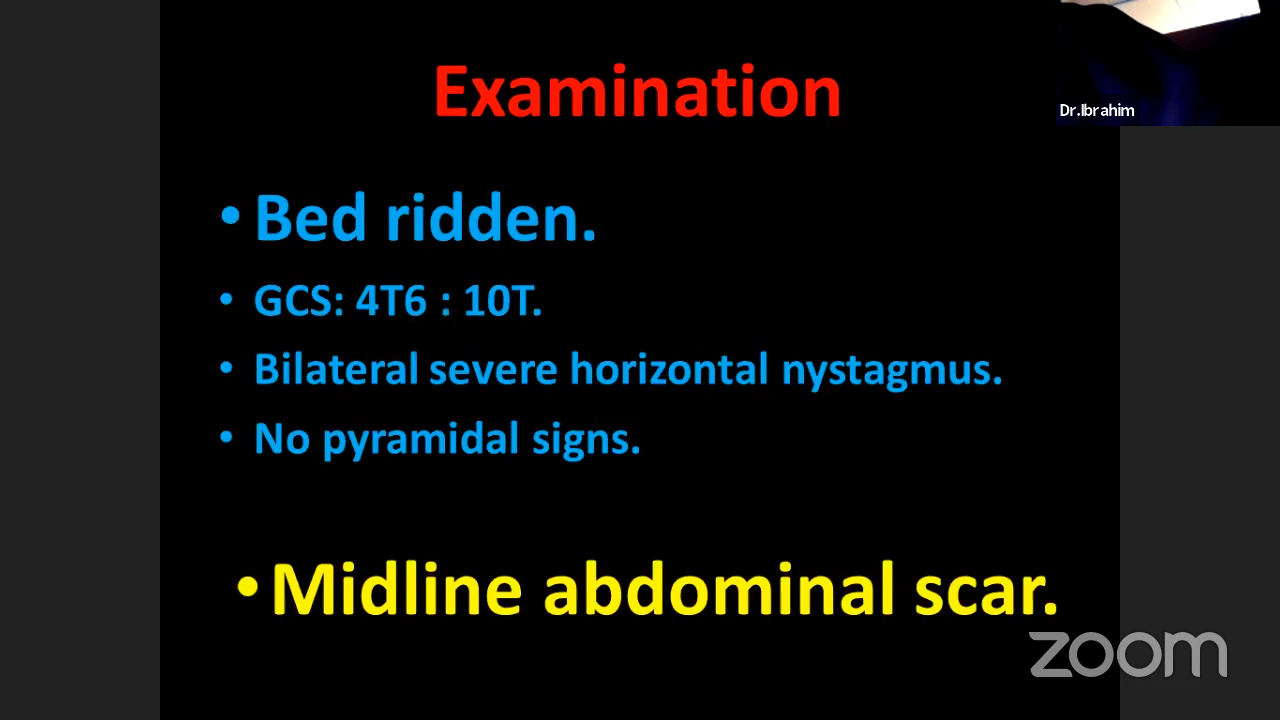 Examination
Dr.Ibrahim
• Bed ridden.
• GCS: 4T6 : 10T.
• Bilateral severe horizontal nystagmus.
• No pyramidal signs.
• Midline abdominal scar.
zoom